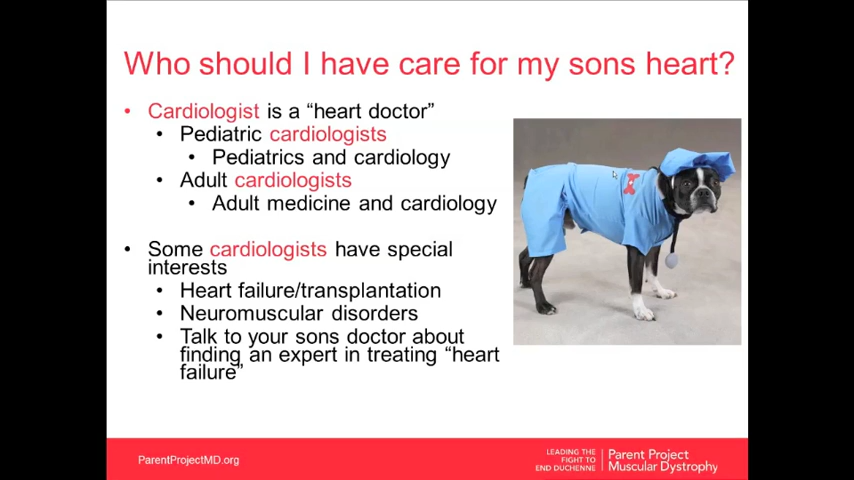 Who should I have care for my sons heart?
• Cardiologist is a “heart doctor”
• Pediatric cardiologists
• Pediatrics and cardiology
• Adult cardiologists
• Adult medicine and cardiology
• Some cardiologists have special
interests
• Heart failure/transplantation
• Neuromuscular disorders
• Talk to your sons doctor about
finding an expert in treating “heart
failure”
ParentProjectMD.org
LEADING THE
FIGHT TO
END DUCHENNE
Parent Project
Muscular Dystrophy